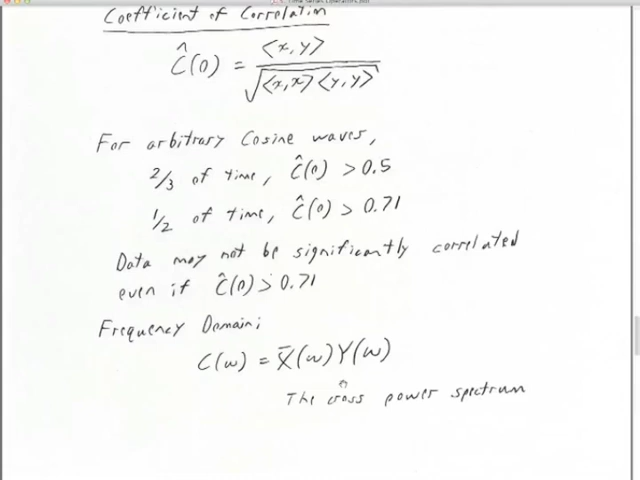 Coefficient of Correlation
Ĉ(0) = <x,y> / √(<x,x><y,y>)
For arbitrary Cosine waves,
2/3 of time, Ĉ(0) > 0.5
1/2 of time, Ĉ(0) > 0.71
Data may not be significantly correlated
even if Ĉ(0) > 0.71
Frequency Domain:
C(ω) = X̄(ω)Y(ω)
The cross power spectrum